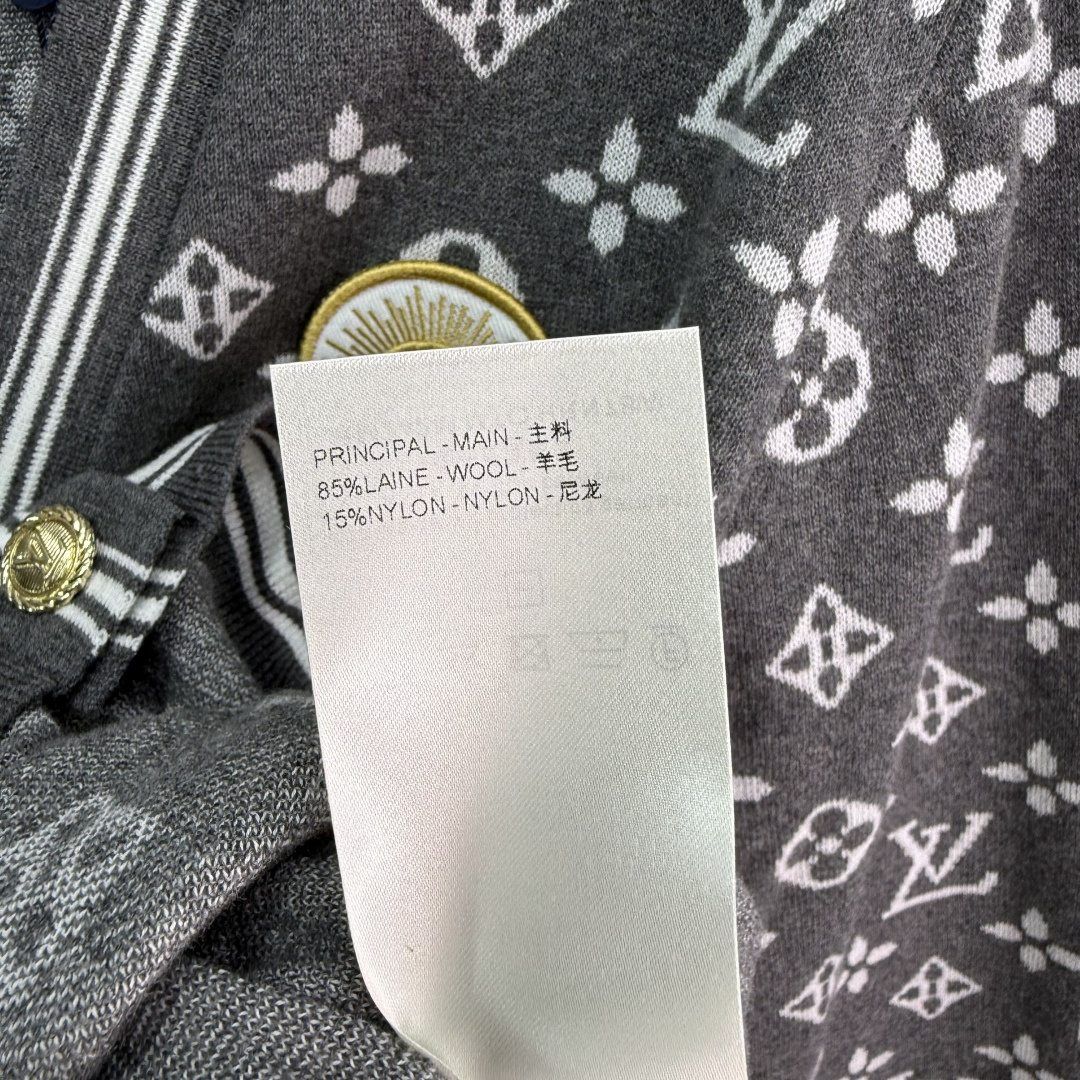 PRINCIPAL - MAIN - 主料
85%LAINE - WOOL - 羊毛
15%NYLON - NYLON - 尼龙